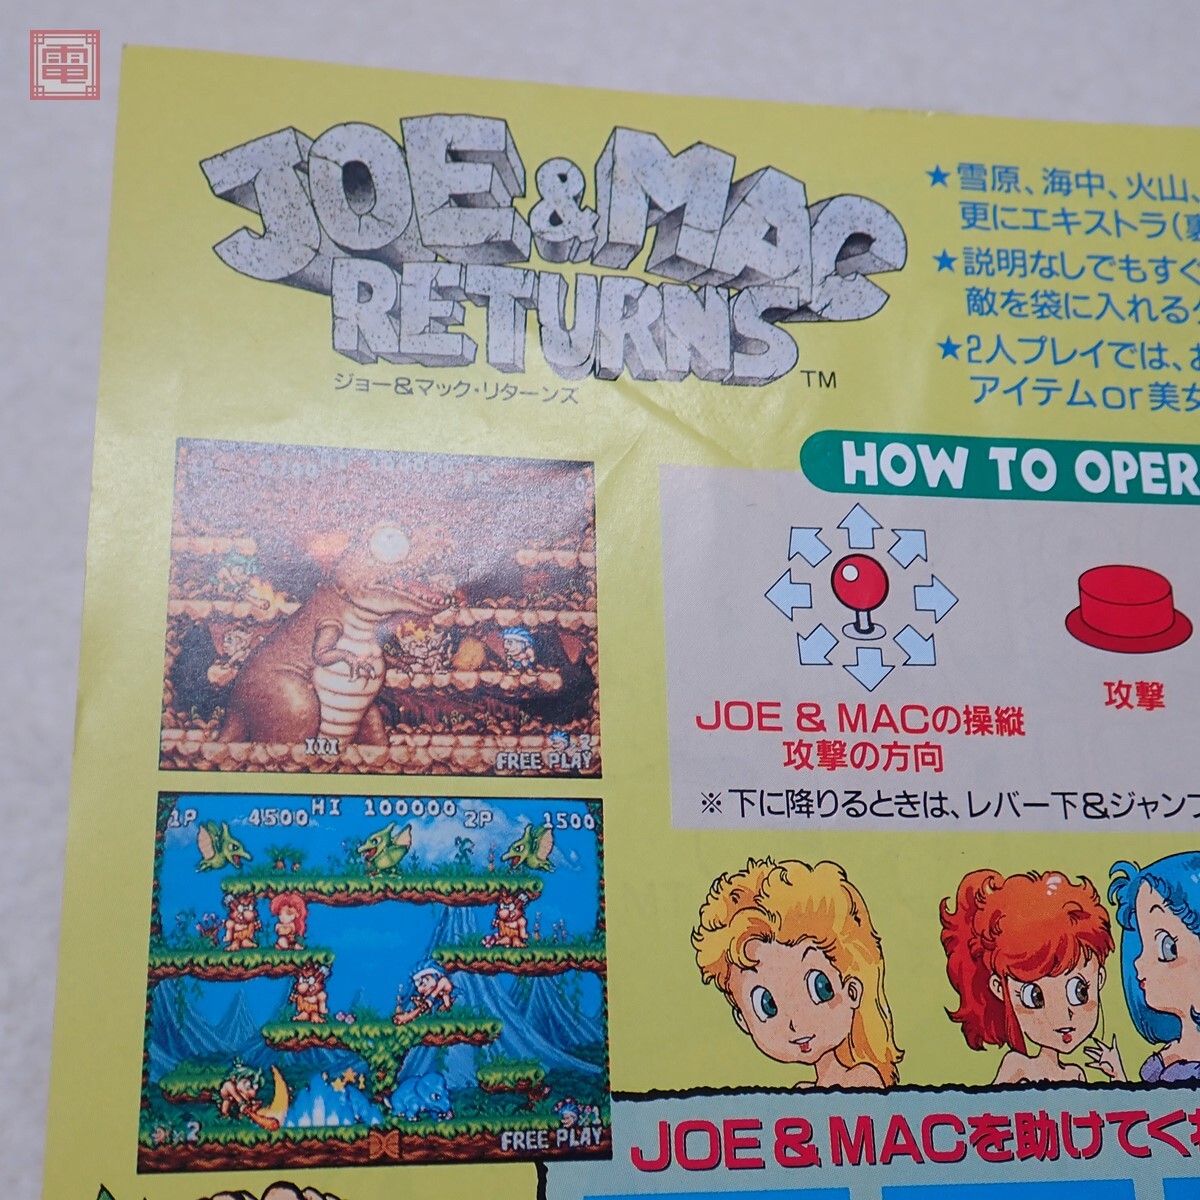 電
JOE & MAC
RETURNS
TM
ジョー&マック・リターンズ
★雪原、海中、火山、
更にエキストラ(
★説明なしでもすぐ
敵を袋に入れる
★2人プレイでは、お
アイテムor美女
HOW TO OPER
JOE & MACの操縦
攻撃の方向
攻撃
※下に降りるときは、レバー下&ジャンプ
III
2
FREE PLAY
1P 4500 HI 100000 2P 1500
×2
FREE PLAY
JOE & MACを助けてく